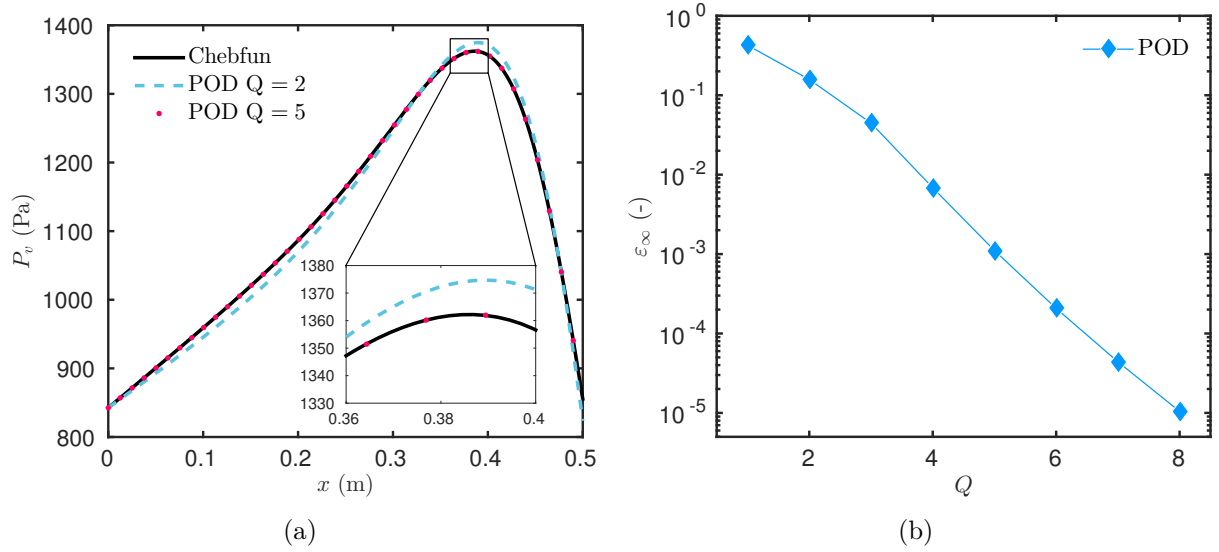 1400
1300
1200
1100
1000
900
800
P_v (Pa)
Chebfun
POD Q = 2
POD Q = 5
1380
1370
1360
1350
1340
1330
0.36 0.38 0.4
0 0.1 0.2 0.3 0.4 0.5
x (m)
(a)
10^0
10^-1
10^-2
10^-3
10^-4
10^-5
ε_∞ (-)
POD
2 4 6 8
Q
(b)